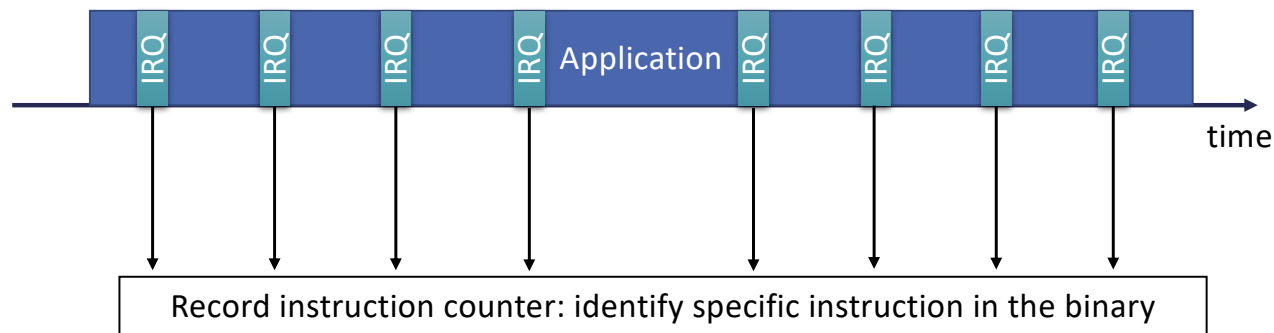 IRQ
IRQ
IRQ
IRQ
Application
IRQ
IRQ
IRQ
IRQ
time
Record instruction counter: identify specific instruction in the binary